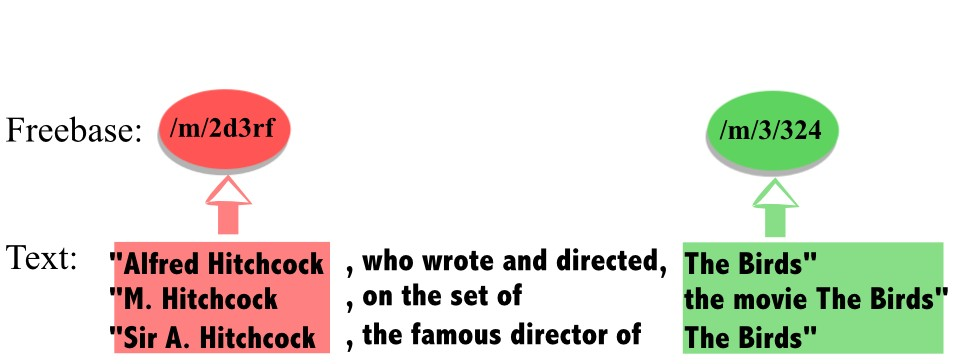 Freebase: /m/2d3rf /m/3/324
Text: "Alfred Hitchcock , who wrote and directed, The Birds"
"M. Hitchcock , on the set of the movie The Birds"
"Sir A. Hitchcock , the famous director of The Birds"